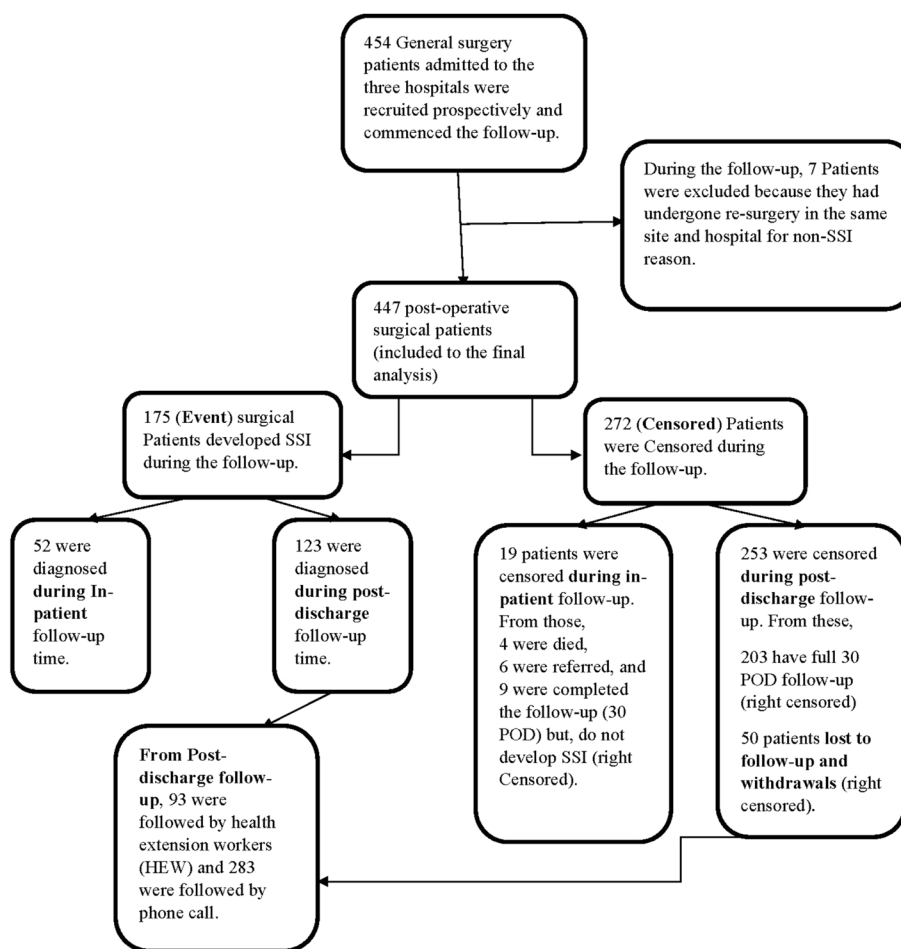 454 General surgery
patients admitted to the
three hospitals were
recruited prospectively and
commenced the follow-up.
During the follow-up, 7 Patients
were excluded because they had
undergone re-surgery in the same
site and hospital for non-SSI
reason.
447 post-operative
surgical patients
(included to the final
analysis)
175 (Event) surgical
Patients developed SSI
during the follow-up.
272 (Censored) Patients
were Censored during
the follow-up.
52 were
diagnosed
during In-
patient
follow-up
time.
123 were
diagnosed
during post-
discharge
follow-up
time.
19 patients were
censored during in-
patient follow-up.
From those,
4 were died,
6 were referred, and
9 were completed
the follow-up (30
POD) but, do not
develop SSI (right
Censored).
253 were censored
during post-
discharge follow-
up. From these,
203 have full 30
POD follow-up
(right censored)
50 patients lost to
follow-up and
withdrawals (right
censored).
From Post-
discharge follow-
up, 93 were
followed by health
extension workers
(HEW) and 283
were followed by
phone call.